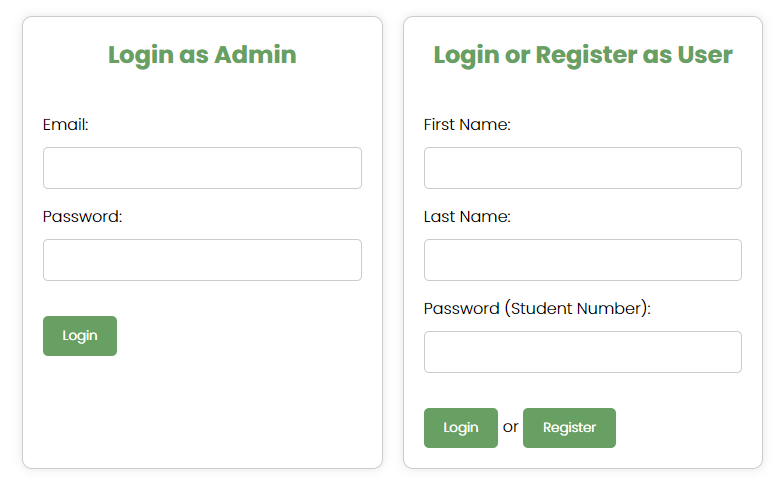 Login as Admin
Email:
Password:
Login
Login or Register as User
First Name:
Last Name:
Password (Student Number):
Login or Register